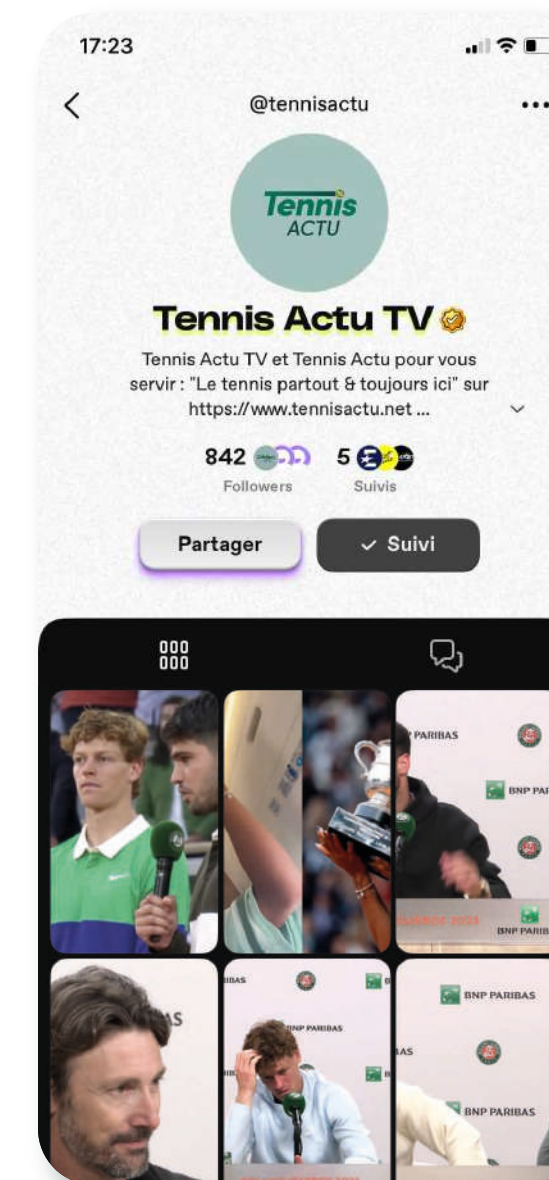 17:23
@tennisactu
Tennis
ACTU
Tennis Actu TV
Tennis Actu TV et Tennis Actu pour vous
servir : "Le tennis partout & toujours ici" sur
https://www.tennisactu.net ...
842
5
Followers
Suivis
Partager
Suivi
PARIBAS
BNP PAR
BNP PARIB
BNP PARIBAS
BNP PARIBAS
BNP PARIBAS